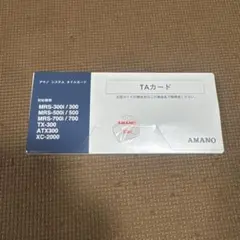 アマノ システム タイムカード
対応機種
MRS-300i / 300
MRS-500i / 500
MRS-700i / 700
TX-300
ATX300
XC-2000
TAカード
AMANO
AMANO